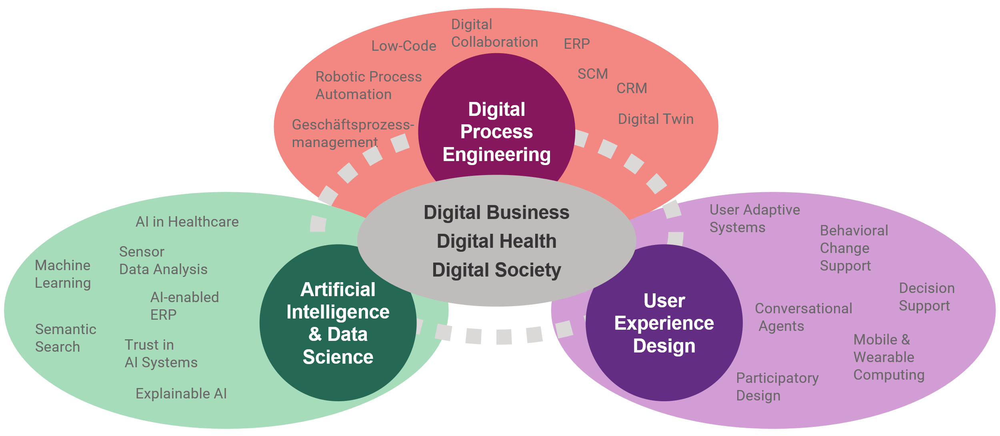 Digital
Collaboration
Low-Code
ERP
Robotic Process
Automation
SCM
CRM
Geschäftsprozess-
management
Digital Twin
Digital
Process
Engineering
Digital Business
Digital Health
Digital Society
AI in Healthcare
Sensor
Data Analysis
Machine
Learning
AI-enabled
ERP
Semantic
Search
Trust in
AI Systems
Explainable AI
Artificial
Intelligence
& Data
Science
User Adaptive
Systems
Behavioral
Change
Support
Decision
Support
Conversational
Agents
Mobile &
Wearable
Computing
Participatory
Design
User
Experience
Design